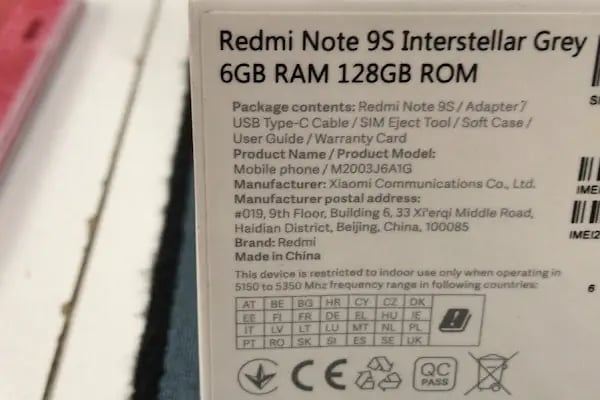 Redmi Note 9S Interstellar Grey
6GB RAM 128GB ROM
Package contents: Redmi Note 9S / Adapter /
USB Type-C Cable / SIM Eject Tool / Soft Case /
User Guide / Warranty Card
Product Name / Product Model:
Mobile phone / M2003J6A1G
Manufacturer: Xiaomi Communications Co., Ltd.
Manufacturer postal address:
#019, 9th Floor, Building 6, 33 Xi'erqi Middle Road,
Haidian District, Beijing, China, 100085
Brand: Redmi
Made in China
This device is restricted to indoor use only when operating in
5150 to 5350 Mhz frequency range in following countries:
AT BE BG HR CY CZ DK
EE FI FR DE EL HU IE
IT LV LT LU MT NL PL
PT RO SK SI ES SE UK
CE
QC
PASS
IMEI2
6